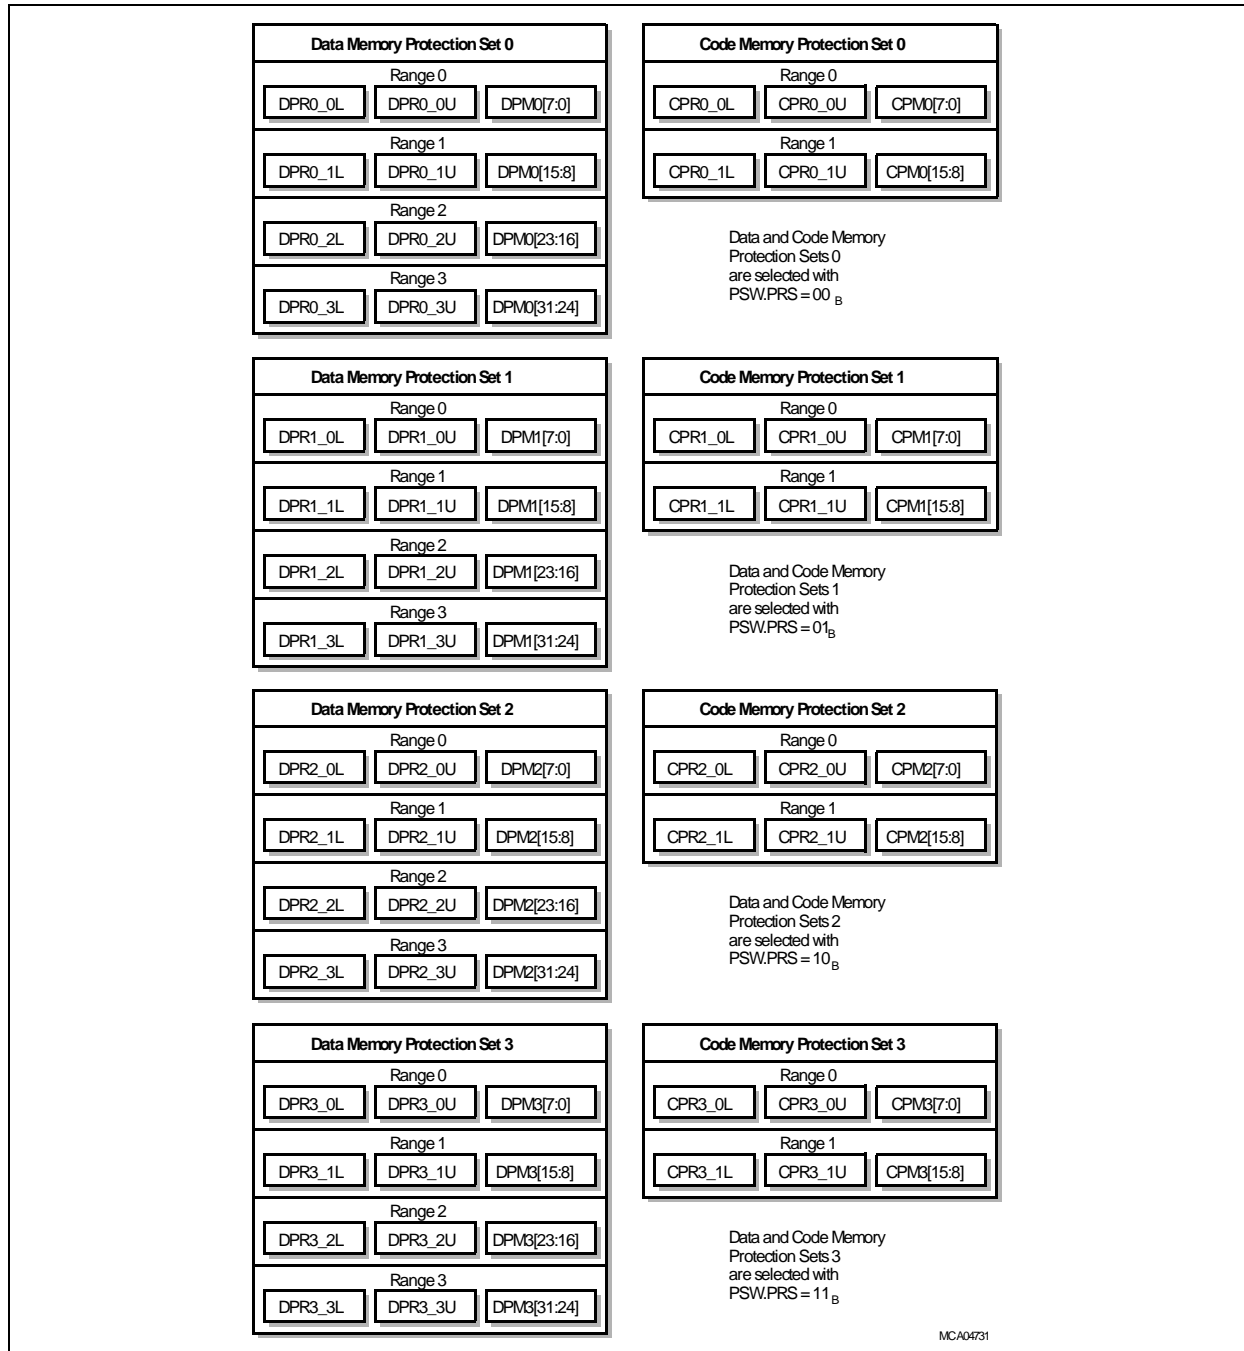 Data Memory Protection Set 0
Range 0
DPR0_0L DPR0_0U DPM0[7:0]
Range 1
DPR0_1L DPR0_1U DPM0[15:8]
Range 2
DPR0_2L DPR0_2U DPM0[23:16]
Range 3
DPR0_3L DPR0_3U DPM0[31:24]
Code Memory Protection Set 0
Range 0
CPR0_0L CPR0_0U CPM0[7:0]
Range 1
CPR0_1L CPR0_1U CPM0[15:8]
Data and Code Memory
Protection Sets 0
are selected with
PSW.PRS = 00 B
Data Memory Protection Set 1
Range 0
DPR1_0L DPR1_0U DPM1[7:0]
Range 1
DPR1_1L DPR1_1U DPM1[15:8]
Range 2
DPR1_2L DPR1_2U DPM1[23:16]
Range 3
DPR1_3L DPR1_3U DPM1[31:24]
Code Memory Protection Set 1
Range 0
CPR1_0L CPR1_0U CPM1[7:0]
Range 1
CPR1_1L CPR1_1U CPM1[15:8]
Data and Code Memory
Protection Sets 1
are selected with
PSW.PRS = 01B
Data Memory Protection Set 2
Range 0
DPR2_0L DPR2_0U DPM2[7:0]
Range 1
DPR2_1L DPR2_1U DPM2[15:8]
Range 2
DPR2_2L DPR2_2U DPM2[23:16]
Range 3
DPR2_3L DPR2_3U DPM2[31:24]
Code Memory Protection Set 2
Range 0
CPR2_0L CPR2_0U CPM2[7:0]
Range 1
CPR2_1L CPR2_1U CPM2[15:8]
Data and Code Memory
Protection Sets 2
are selected with
PSW.PRS = 10B
Data Memory Protection Set 3
Range 0
DPR3_0L DPR3_0U DPM3[7:0]
Range 1
DPR3_1L DPR3_1U DPM3[15:8]
Range 2
DPR3_2L DPR3_2U DPM3[23:16]
Range 3
DPR3_3L DPR3_3U DPM3[31:24]
Code Memory Protection Set 3
Range 0
CPR3_0L CPR3_0U CPM3[7:0]
Range 1
CPR3_1L CPR3_1U CPM3[15:8]
Data and Code Memory
Protection Sets 3
are selected with
PSW.PRS = 11 B
MCA04731